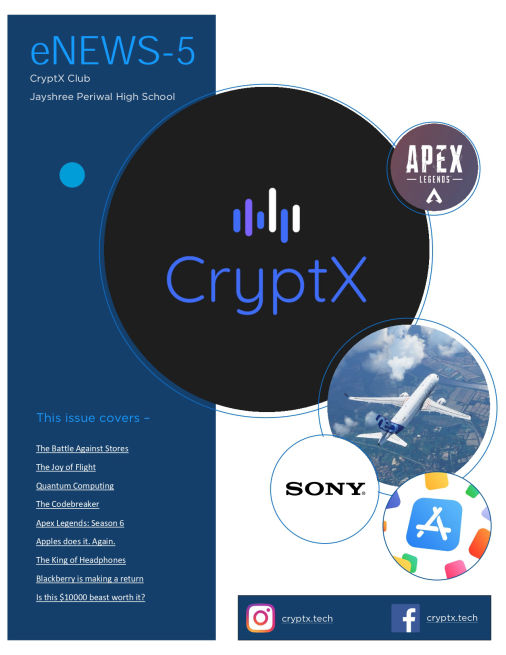 eNEWS-5
CryptX Club
Jayshree Periwal High School
APEX
LEGENDS
CryptX
This issue covers –
The Battle Against Stores
The Joy of Flight
Quantum Computing
The Codebreaker
Apex Legends: Season 6
Apples does it. Again.
The King of Headphones
Blackberry is making a return
Is this $10000 beast worth it?
SONY
cryptx.tech
cryptx.tech